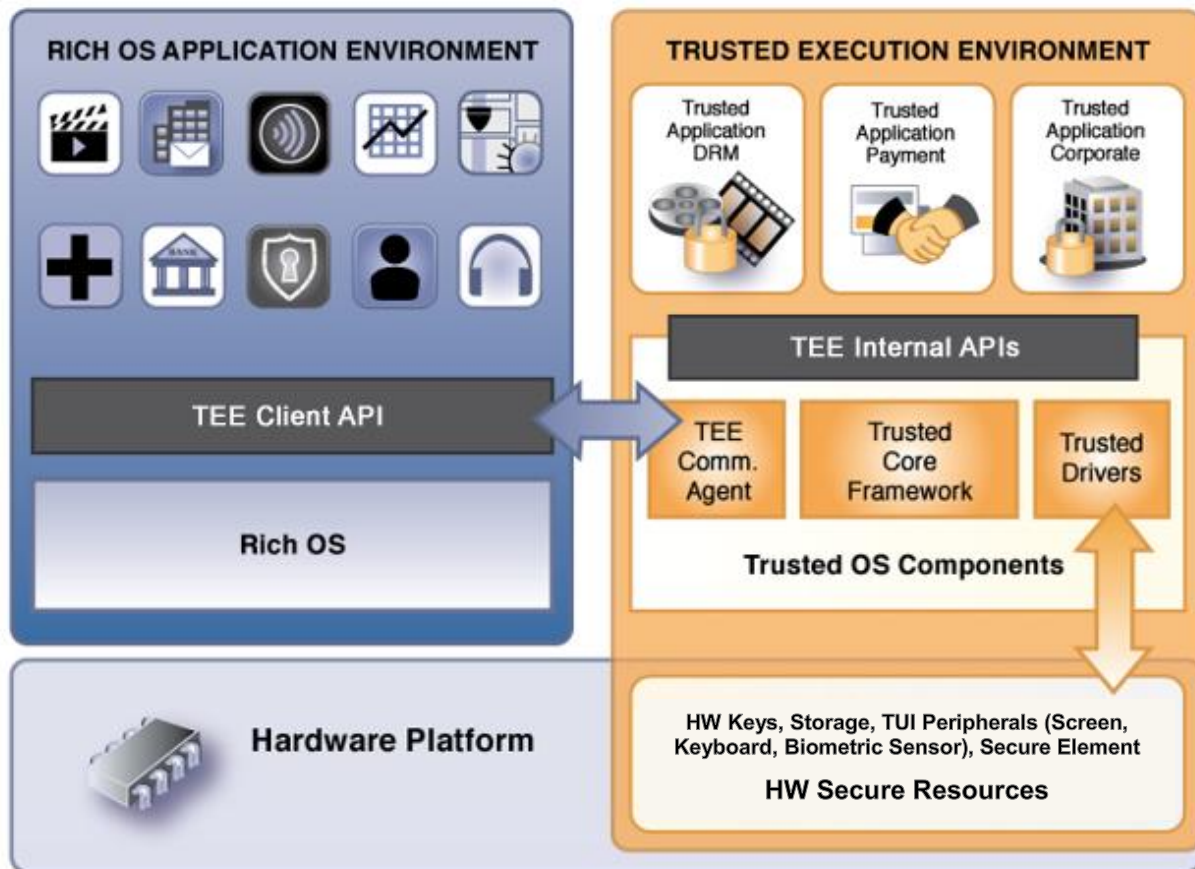 RICH OS APPLICATION ENVIRONMENT
BANK
TEE Client API
Rich OS
TRUSTED EXECUTION ENVIRONMENT
Trusted
Application
DRM
Trusted
Application
Payment
Trusted
Application
Corporate
TEE Internal APIs
TEE
Comm.
Agent
Trusted
Core
Framework
Trusted
Drivers
Trusted OS Components
Hardware Platform
HW Keys, Storage, TUI Peripherals (Screen,
Keyboard, Biometric Sensor), Secure Element
HW Secure Resources